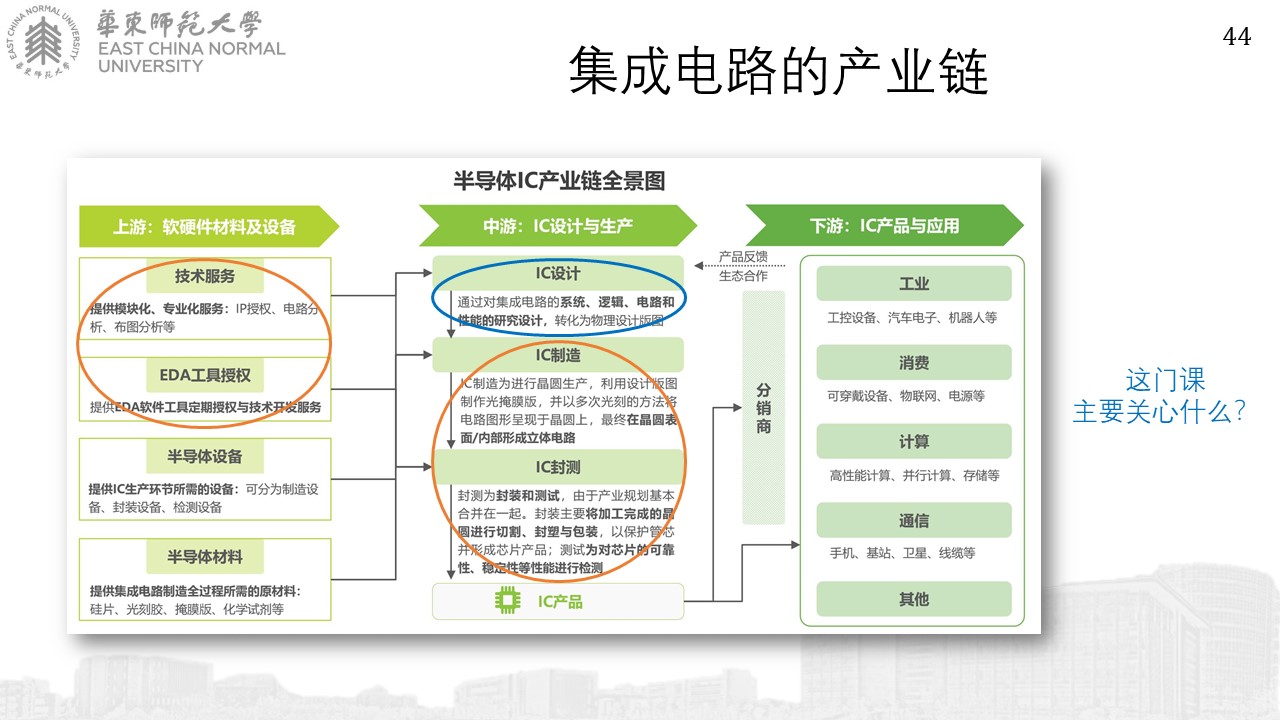 EAST CHINA NORMAL UNIVERSITY
華東師範大學
華東師範大學
EAST CHINA NORMAL
UNIVERSITY
44
集成电路的产业链
半导体IC产业链全景图
上游：软硬件材料及设备
技术服务
提供模块化、专业化服务：IP授权、电路分
析、布图分析等
EDA工具授权
提供EDA软件工具定期授权与技术开发服务
半导体设备
提供IC生产环节所需的设备：可分为制造设
备、封装设备、检测设备
半导体材料
提供集成电路制造全过程所需的原材料：
硅片、光刻胶、掩膜版、化学试剂等
中游：IC设计与生产
IC设计
通过对集成电路的系统、逻辑、电路和
性能的研究设计，转化为物理设计版图
IC制造
IC制造为进行晶圆生产，利用设计版图
制作光掩膜版，并以多次光刻的方法将
电路图形呈现于晶圆上，最终在晶圆表
面/内部形成立体电路
IC封测
封测为封装和测试，由于产业规划基本
合并在一起。封装主要将加工完成的晶
圆进行切割、封塑与包装，以保护管芯
并形成芯片产品；测试为对芯片的可靠
性、稳定性等性能进行检测
IC产品
产品反馈
生态合作
分销商
下游：IC产品与应用
工业
工控设备、汽车电子、机器人等
消费
可穿戴设备、物联网、电源等
计算
高性能计算、并行计算、存储等
通信
手机、基站、卫星、线缆等
其他
这门课
主要关心什么？